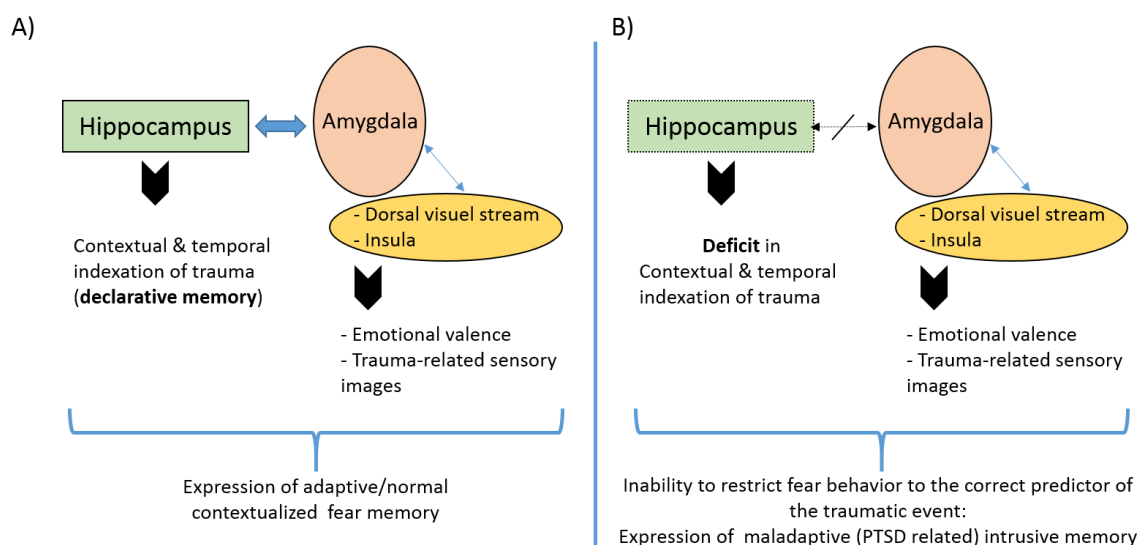 A)
Hippocampus
Amygdala
- Dorsal visuel stream
- Insula
Contextual & temporal
indexation of trauma
(declarative memory)
- Emotional valence
- Trauma-related sensory
images
Expression of adaptive/normal
contextualized fear memory
B)
Hippocampus
Amygdala
- Dorsal visuel stream
- Insula
Deficit in
Contextual & temporal
indexation of trauma
- Emotional valence
- Trauma-related sensory
images
Inability to restrict fear behavior to the correct predictor of
the traumatic event:
Expression of maladaptive (PTSD related) intrusive memory